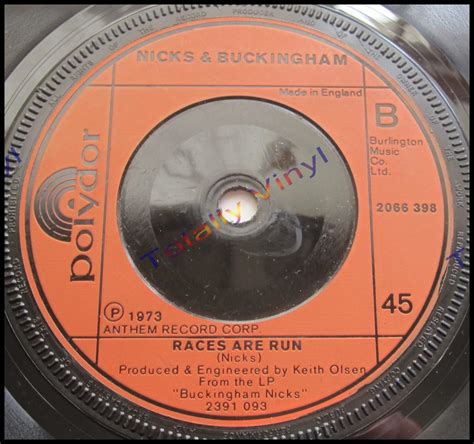 NICKS & BUCKINGHAM
Made in England
B
Burlington
Music
Co.
Ltd.
2066 398
polydor
Totally Vinyl
45
Ⓟ 1973
ANTHEM RECORD CORP.
RACES ARE RUN
(Nicks)
Produced & Engineered by Keith Olsen
From the LP
"Buckingham Nicks"
2391 093